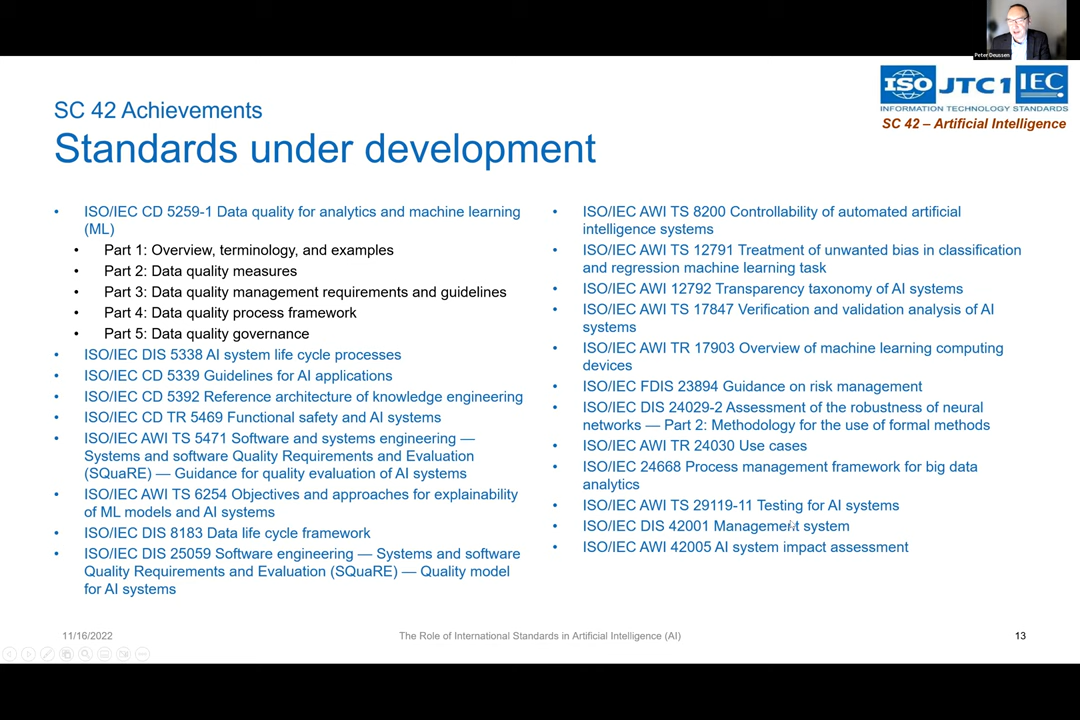 Peter Deussen
ISO JTC1 IEC
INFORMATION TECHNOLOGY STANDARDS
SC 42 – Artificial Intelligence
SC 42 Achievements
Standards under development
• ISO/IEC CD 5259-1 Data quality for analytics and machine learning
(ML)
• Part 1: Overview, terminology, and examples
• Part 2: Data quality measures
• Part 3: Data quality management requirements and guidelines
• Part 4: Data quality process framework
• Part 5: Data quality governance
• ISO/IEC DIS 5338 AI system life cycle processes
• ISO/IEC CD 5339 Guidelines for AI applications
• ISO/IEC CD 5392 Reference architecture of knowledge engineering
• ISO/IEC CD TR 5469 Functional safety and AI systems
• ISO/IEC AWI TS 5471 Software and systems engineering —
Systems and software Quality Requirements and Evaluation
(SQuaRE) — Guidance for quality evaluation of AI systems
• ISO/IEC AWI TS 6254 Objectives and approaches for explainability
of ML models and AI systems
• ISO/IEC DIS 8183 Data life cycle framework
• ISO/IEC DIS 25059 Software engineering — Systems and software
Quality Requirements and Evaluation (SQuaRE) — Quality model
for AI systems
• ISO/IEC AWI TS 8200 Controllability of automated artificial
intelligence systems
• ISO/IEC AWI TS 12791 Treatment of unwanted bias in classification
and regression machine learning task
• ISO/IEC AWI 12792 Transparency taxonomy of AI systems
• ISO/IEC AWI TS 17847 Verification and validation analysis of AI
systems
• ISO/IEC AWI TR 17903 Overview of machine learning computing
devices
• ISO/IEC FDIS 23894 Guidance on risk management
• ISO/IEC DIS 24029-2 Assessment of the robustness of neural
networks — Part 2: Methodology for the use of formal methods
• ISO/IEC AWI TR 24030 Use cases
• ISO/IEC 24668 Process management framework for big data
analytics
• ISO/IEC AWI TS 29119-11 Testing for AI systems
• ISO/IEC DIS 42001 Management system
• ISO/IEC AWI 42005 AI system impact assessment
11/16/2022
The Role of International Standards in Artificial Intelligence (AI)
13